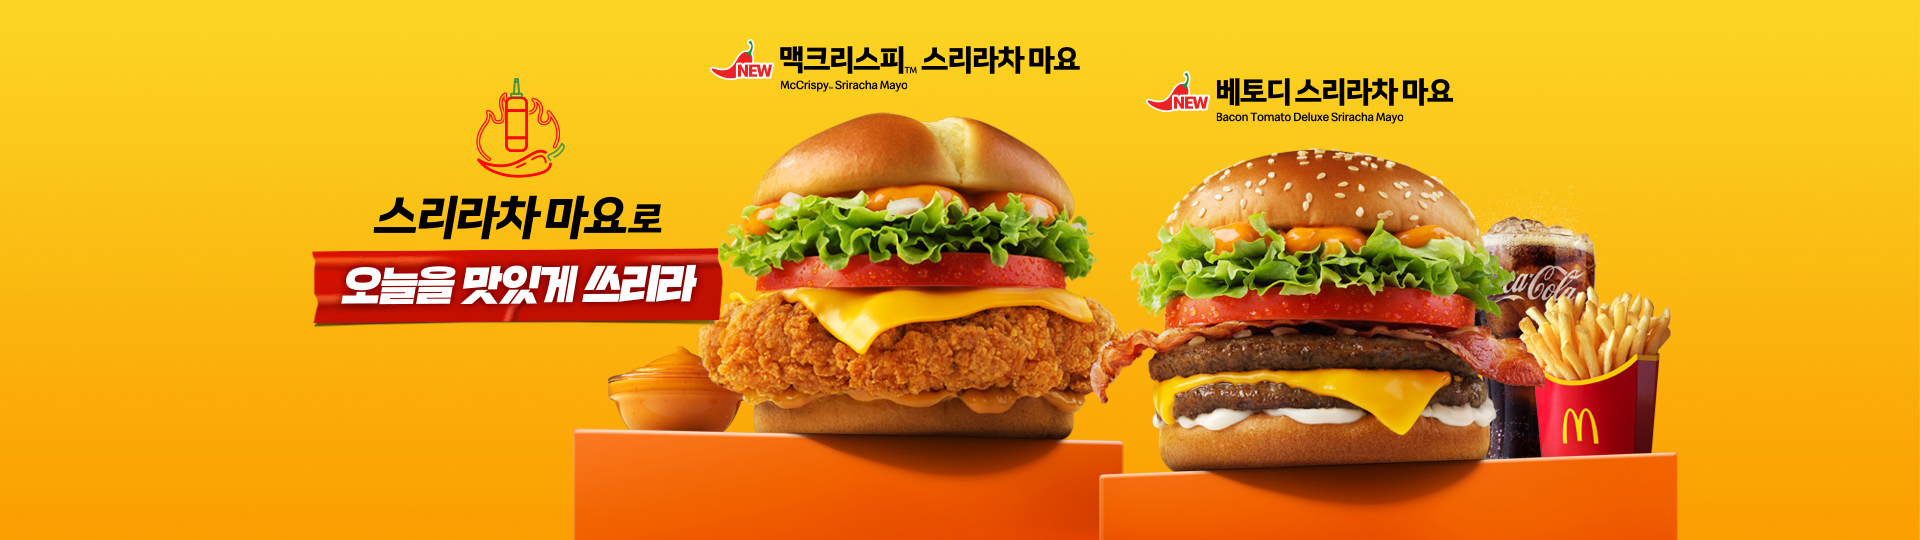 스리라차 마요로
오늘을 맛있게 쓰리라
NEW 맥크리스피™ 스리라차 마요
McCrispy™ Sriracha Mayo
NEW 베토디 스리라차 마요
Bacon Tomato Deluxe Sriracha Mayo
Coca-Cola